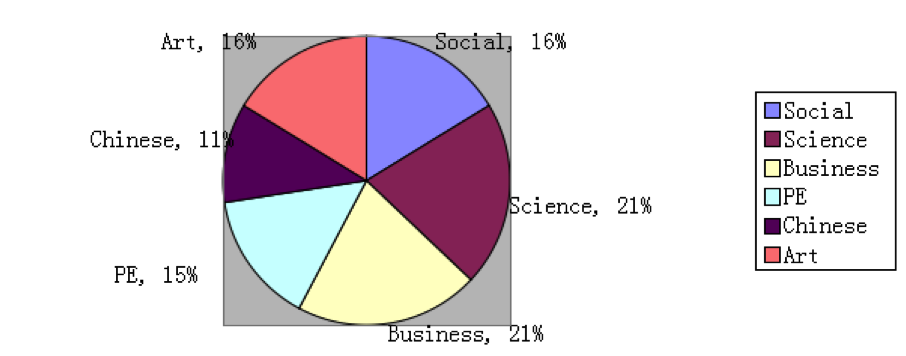 Art, 16%
Social, 16%
Chinese, 11%
Science, 21%
PE, 15%
Business, 21%
Social
Science
Business
PE
Chinese
Art